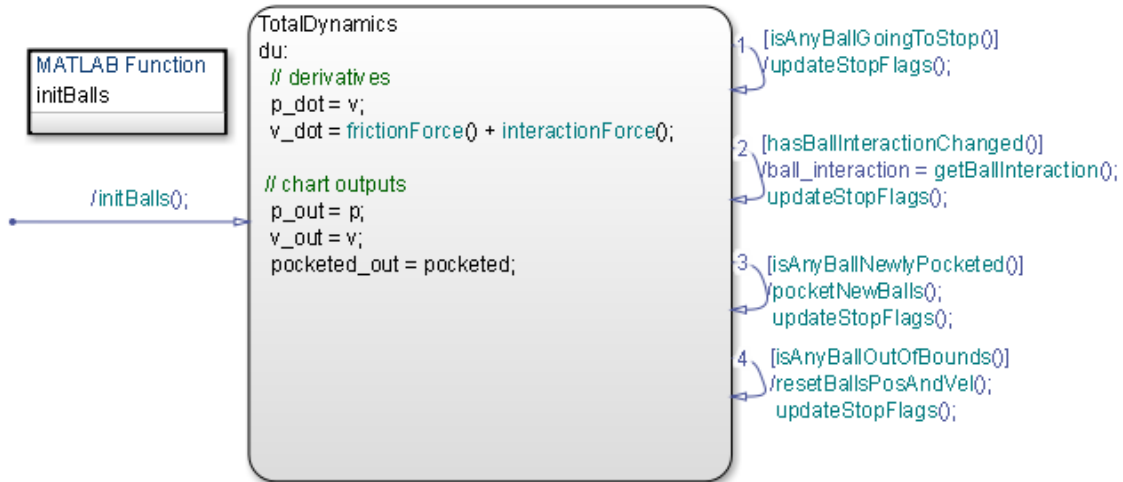 MATLAB Function
initBalls
/initBalls();
TotalDynamics
du:
// derivatives
p_dot = v;
v_dot = frictionForce() + interactionForce();
// chart outputs
p_out = p;
v_out = v;
pocketed_out = pocketed;
1
[isAnyBallGoingToStop()]
/updateStopFlags();
2
[hasBallInteractionChanged()]
/ball_interaction = getBallInteraction();
updateStopFlags();
3
[isAnyBallNewlyPocketed()]
/pocketNewBalls();
updateStopFlags();
4
[isAnyBallOutOfBounds()]
/resetBallsPosAndVel();
updateStopFlags();